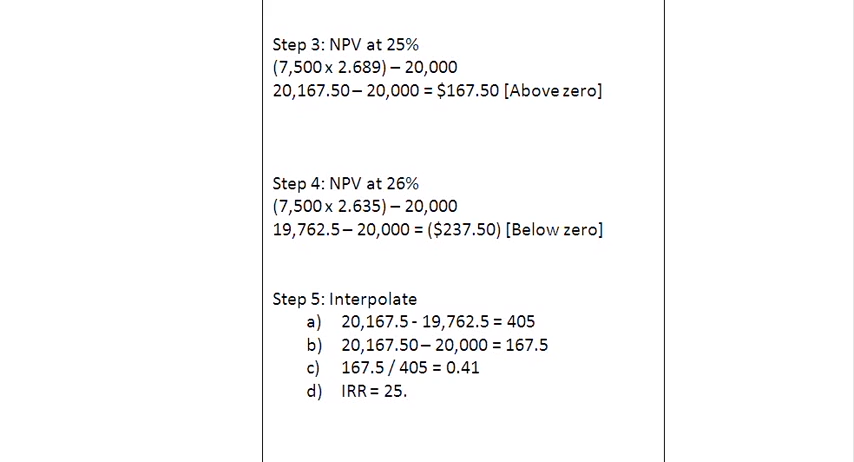 Step 3: NPV at 25%
(7,500 x 2.689) – 20,000
20,167.50 – 20,000 = $167.50 [Above zero]
Step 4: NPV at 26%
(7,500 x 2.635) – 20,000
19,762.5 – 20,000 = ($237.50) [Below zero]
Step 5: Interpolate
a) 20,167.5 - 19,762.5 = 405
b) 20,167.50 – 20,000 = 167.5
c) 167.5 / 405 = 0.41
d) IRR = 25.